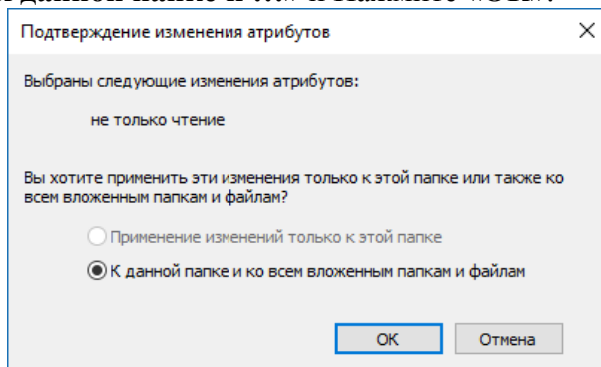 Подтверждение изменения атрибутов
Выбраны следующие изменения атрибутов:
не только чтение
Вы хотите применить эти изменения только к этой папке или также ко
всем вложенным папкам и файлам?
Применение изменений только к этой папке
К данной папке и ко всем вложенным папкам и файлам
ОК
Отмена